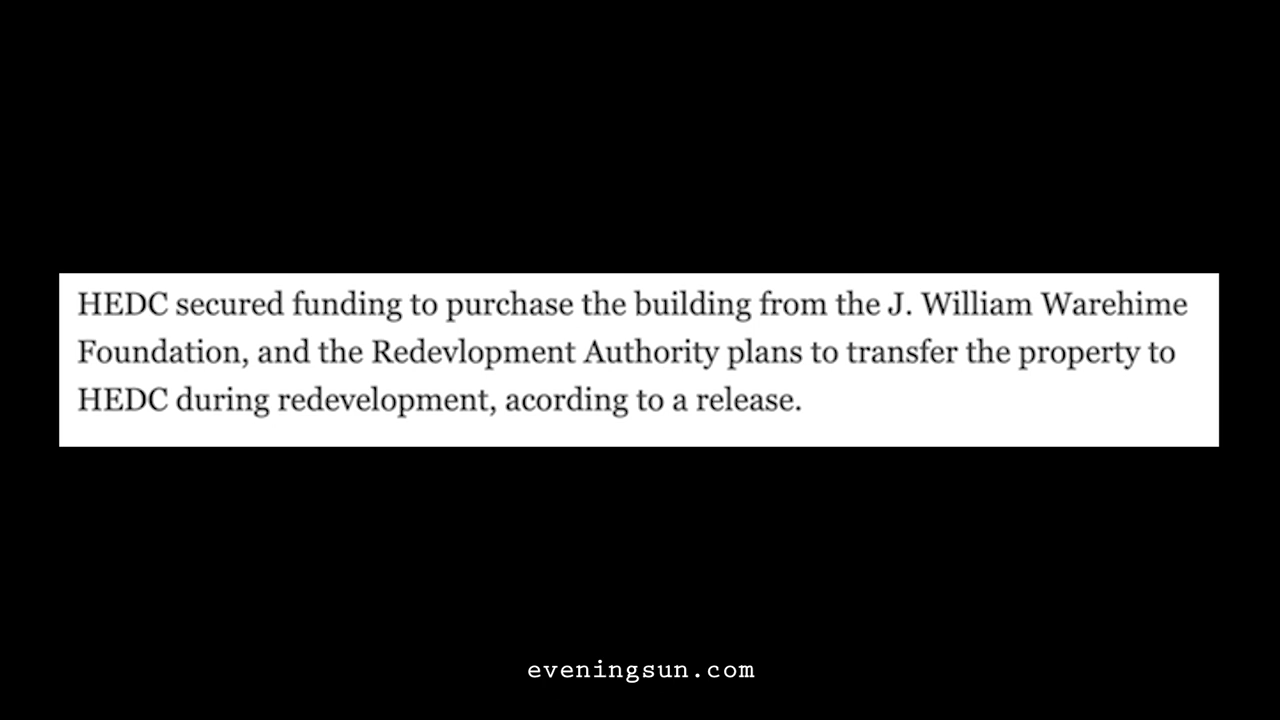 HEDC secured funding to purchase the building from the J. William Warehime
Foundation, and the Redevlopment Authority plans to transfer the property to
HEDC during redevelopment, acording to a release.
eveningsun.com